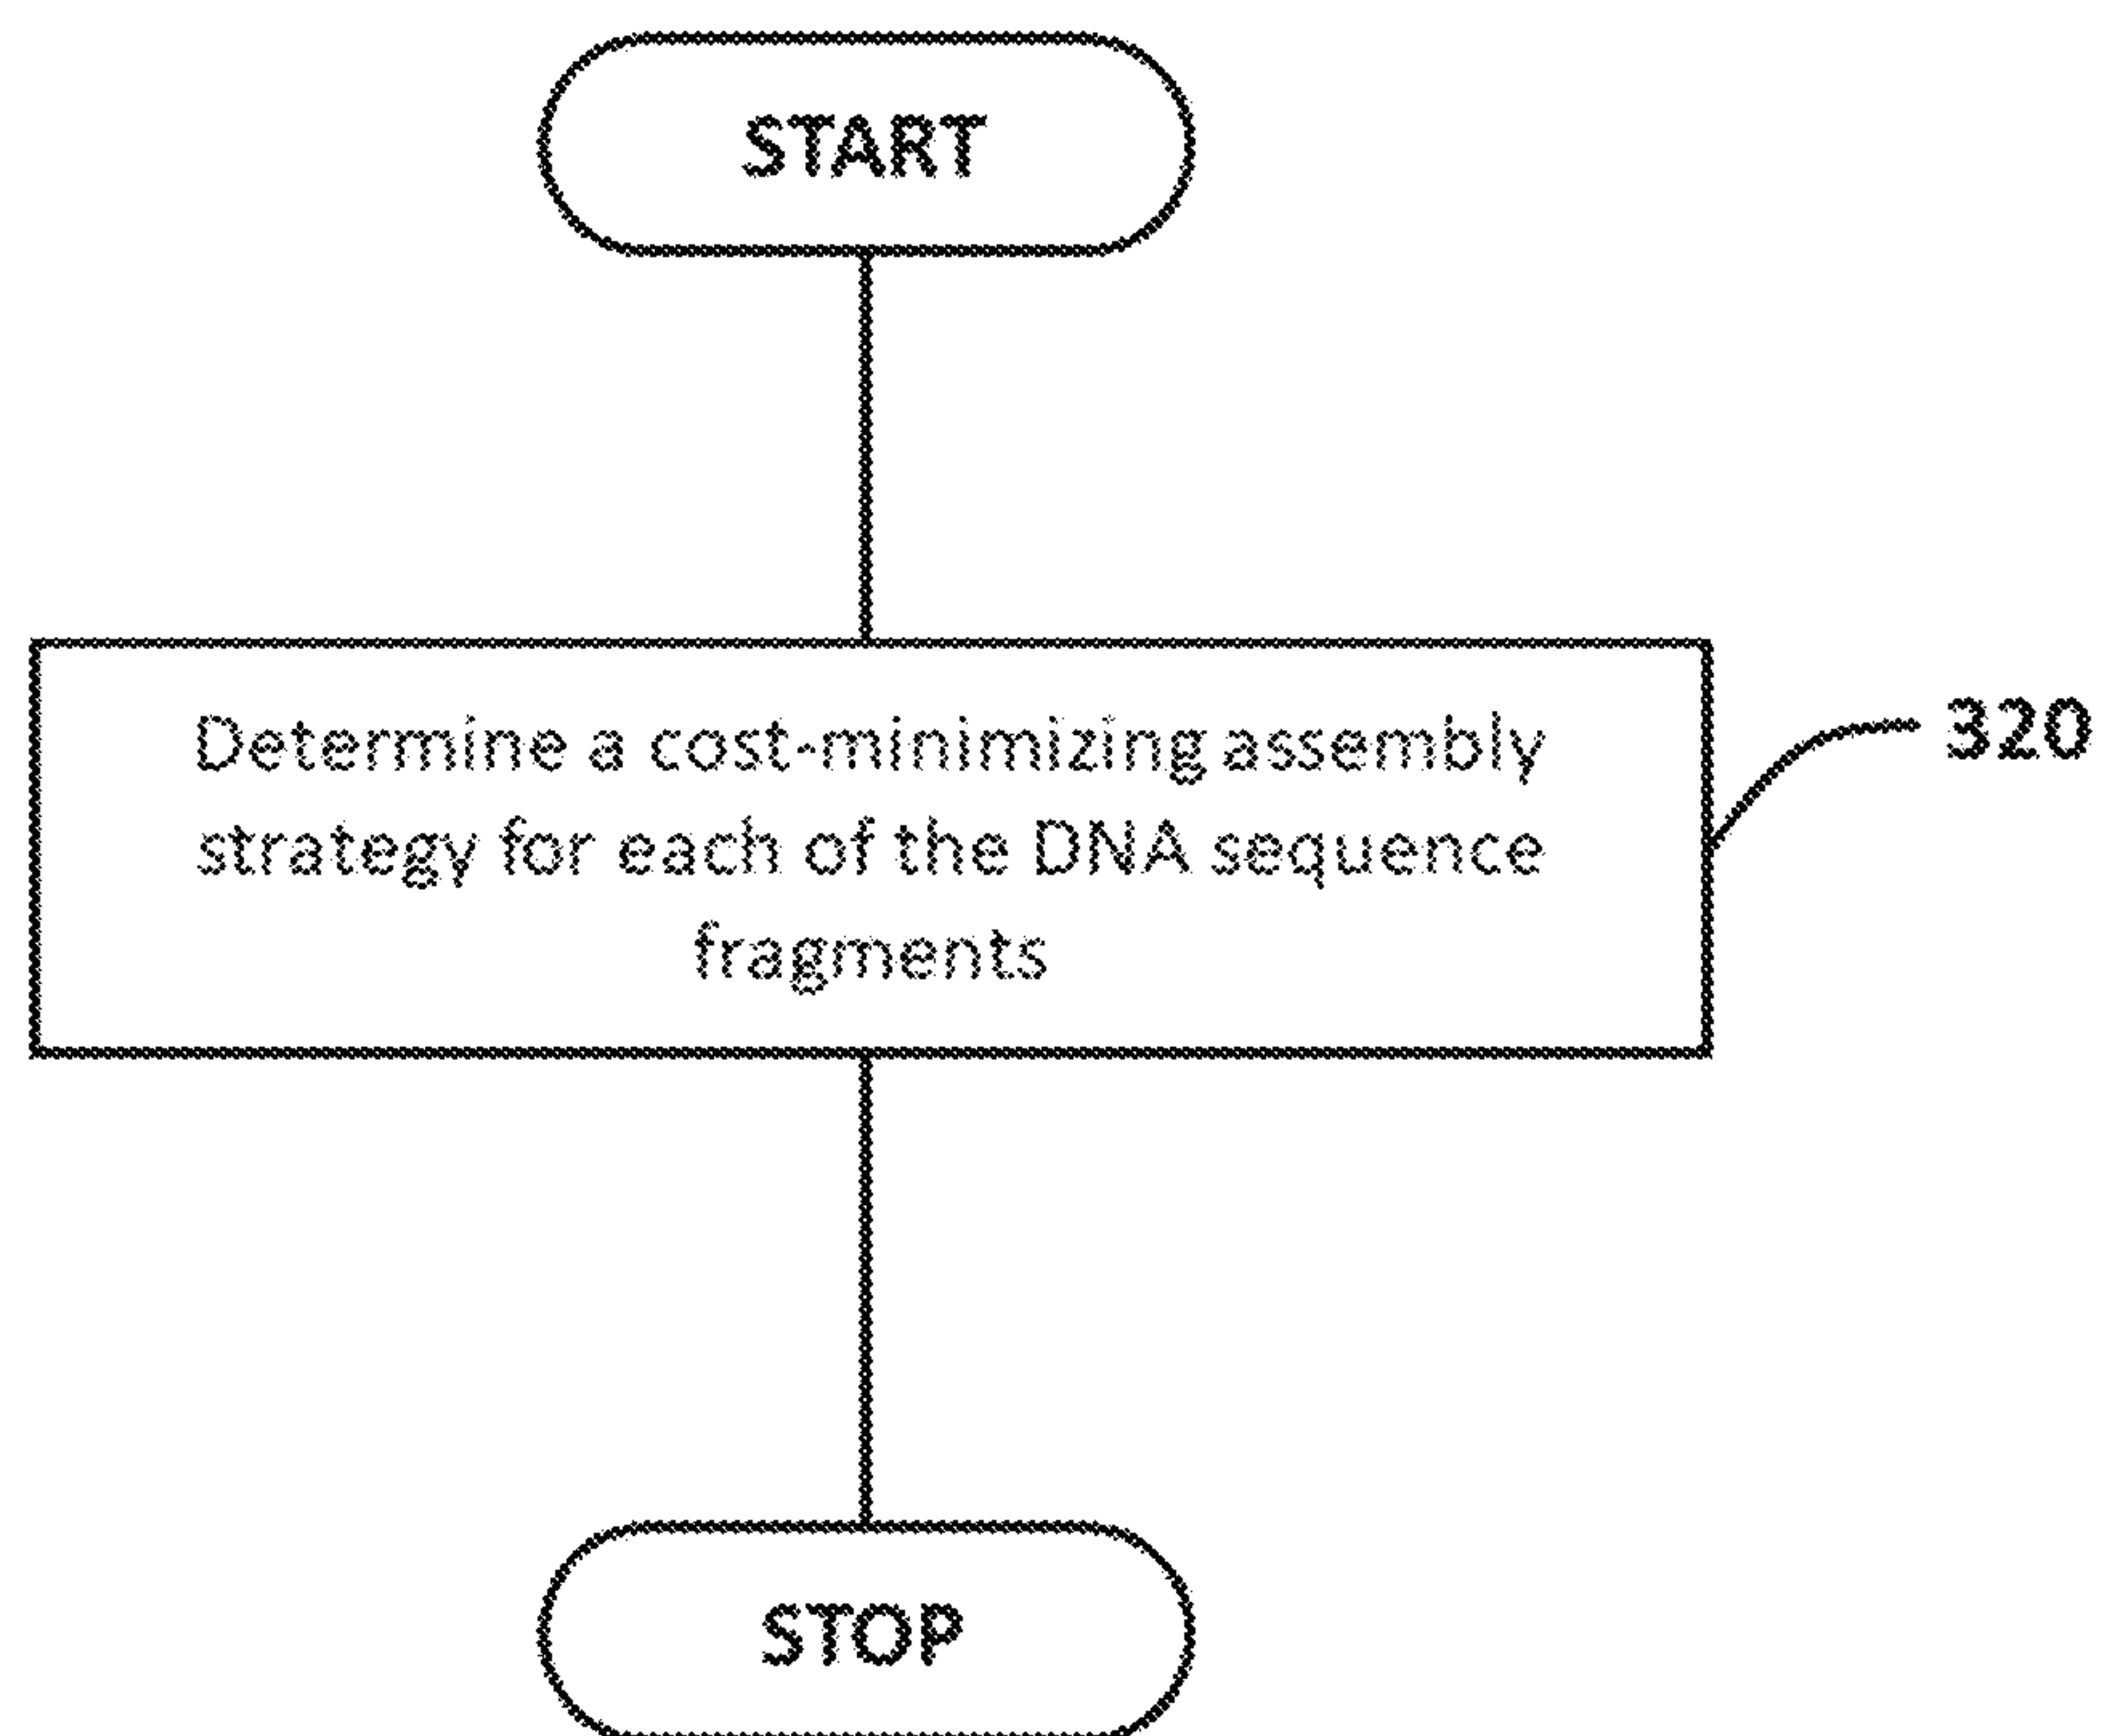 START
Determine a cost-minimizing assembly
strategy for each of the DNA sequence
fragments
320
STOP